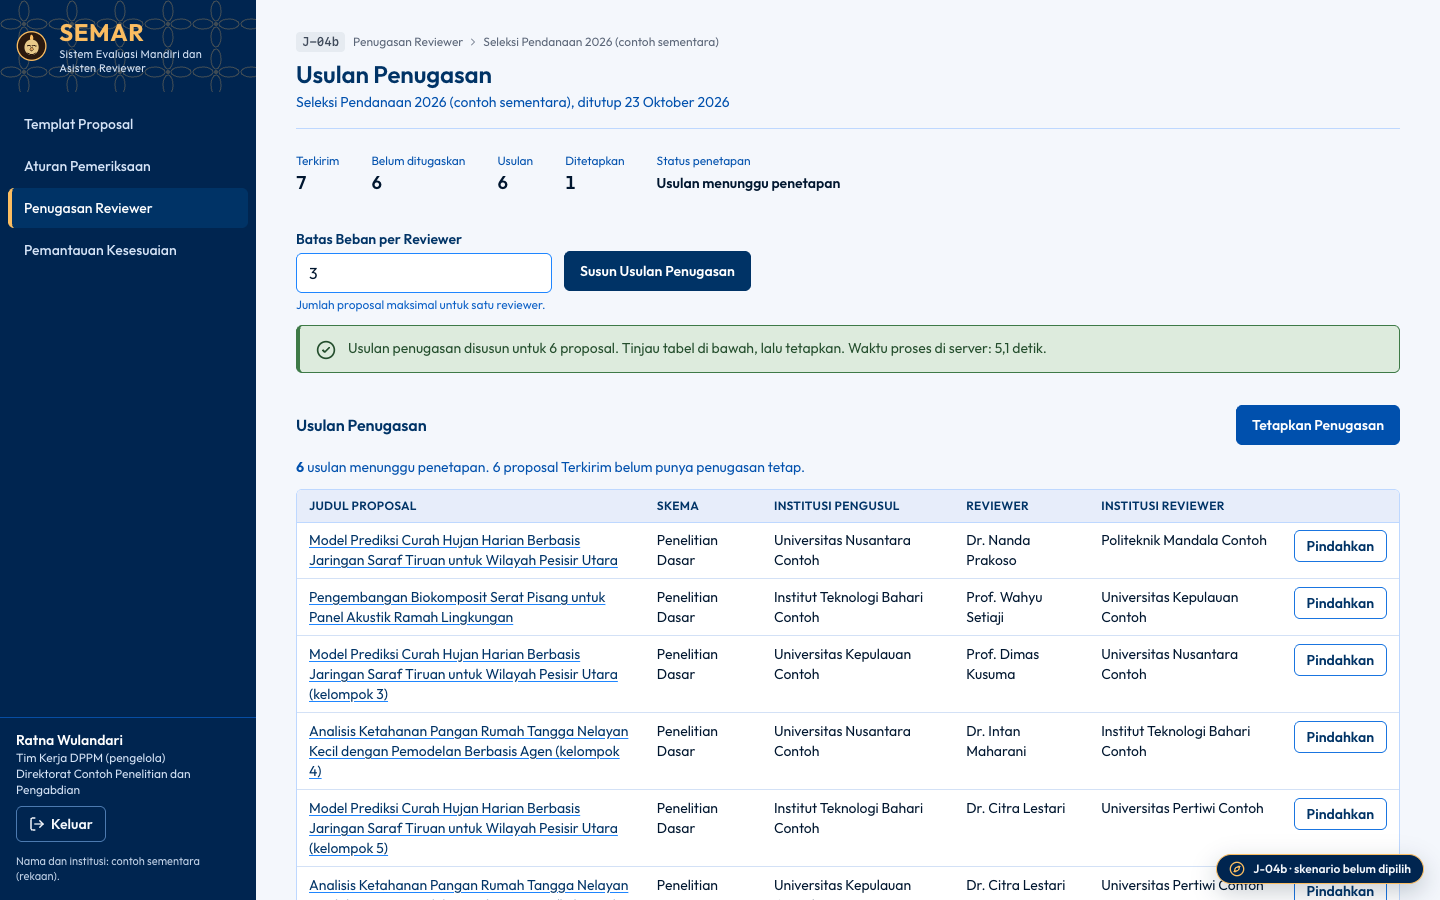 SEMAR
Sistem Evaluasi Mandiri dan
Asisten Reviewer
Templat Proposal
Aturan Pemeriksaan
Penugasan Reviewer
Pemantauan Kesesuaian
Ratna Wulandari
Tim Kerja DPPM (pengelola)
Direktorat Contoh Penelitian dan
Pengabdian
Keluar
Nama dan institusi: contoh sementara
(rekaan).
J-04b Penugasan Reviewer > Seleksi Pendanaan 2026 (contoh sementara)
Usulan Penugasan
Seleksi Pendanaan 2026 (contoh sementara), ditutup 23 Oktober 2026
Terkirim Belum ditugaskan Usulan Ditetapkan Status penetapan
7 6 6 1 Usulan menunggu penetapan
Batas Beban per Reviewer
3 Susun Usulan Penugasan
Jumlah proposal maksimal untuk satu reviewer.
Usulan penugasan disusun untuk 6 proposal. Tinjau tabel di bawah, lalu tetapkan. Waktu proses di server: 5,1 detik.
Usulan Penugasan Tetapkan Penugasan
6 usulan menunggu penetapan. 6 proposal Terkirim belum punya penugasan tetap.
JUDUL PROPOSAL SKEMA INSTITUSI PENGUSUL REVIEWER INSTITUSI REVIEWER
Model Prediksi Curah Hujan Harian Berbasis Penelitian Universitas Nusantara Dr. Nanda Politeknik Mandala Contoh Pindahkan
Jaringan Saraf Tiruan untuk Wilayah Pesisir Utara Dasar Contoh Prakoso
Pengembangan Biokomposit Serat Pisang untuk Penelitian Institut Teknologi Bahari Prof. Wahyu Universitas Kepulauan Pindahkan
Panel Akustik Ramah Lingkungan Dasar Contoh Setiaji Contoh
Model Prediksi Curah Hujan Harian Berbasis Penelitian Universitas Kepulauan Prof. Dimas Universitas Nusantara Pindahkan
Jaringan Saraf Tiruan untuk Wilayah Pesisir Utara Dasar Contoh Kusuma Contoh
(kelompok 3)
Analisis Ketahanan Pangan Rumah Tangga Nelayan Penelitian Universitas Nusantara Dr. Intan Institut Teknologi Bahari Pindahkan
Kecil dengan Pemodelan Berbasis Agen (kelompok Dasar Contoh Maharani Contoh
4)
Model Prediksi Curah Hujan Harian Berbasis Penelitian Institut Teknologi Bahari Dr. Citra Lestari Universitas Pertiwi Contoh Pindahkan
Jaringan Saraf Tiruan untuk Wilayah Pesisir Utara Dasar Contoh
(kelompok 5)
Analisis Ketahanan Pangan Rumah Tangga Nelayan Penelitian Universitas Kepulauan Dr. Citra Lestari Universitas Pertiwi Contoh Pindahkan
J-04b · skenario belum dipilih